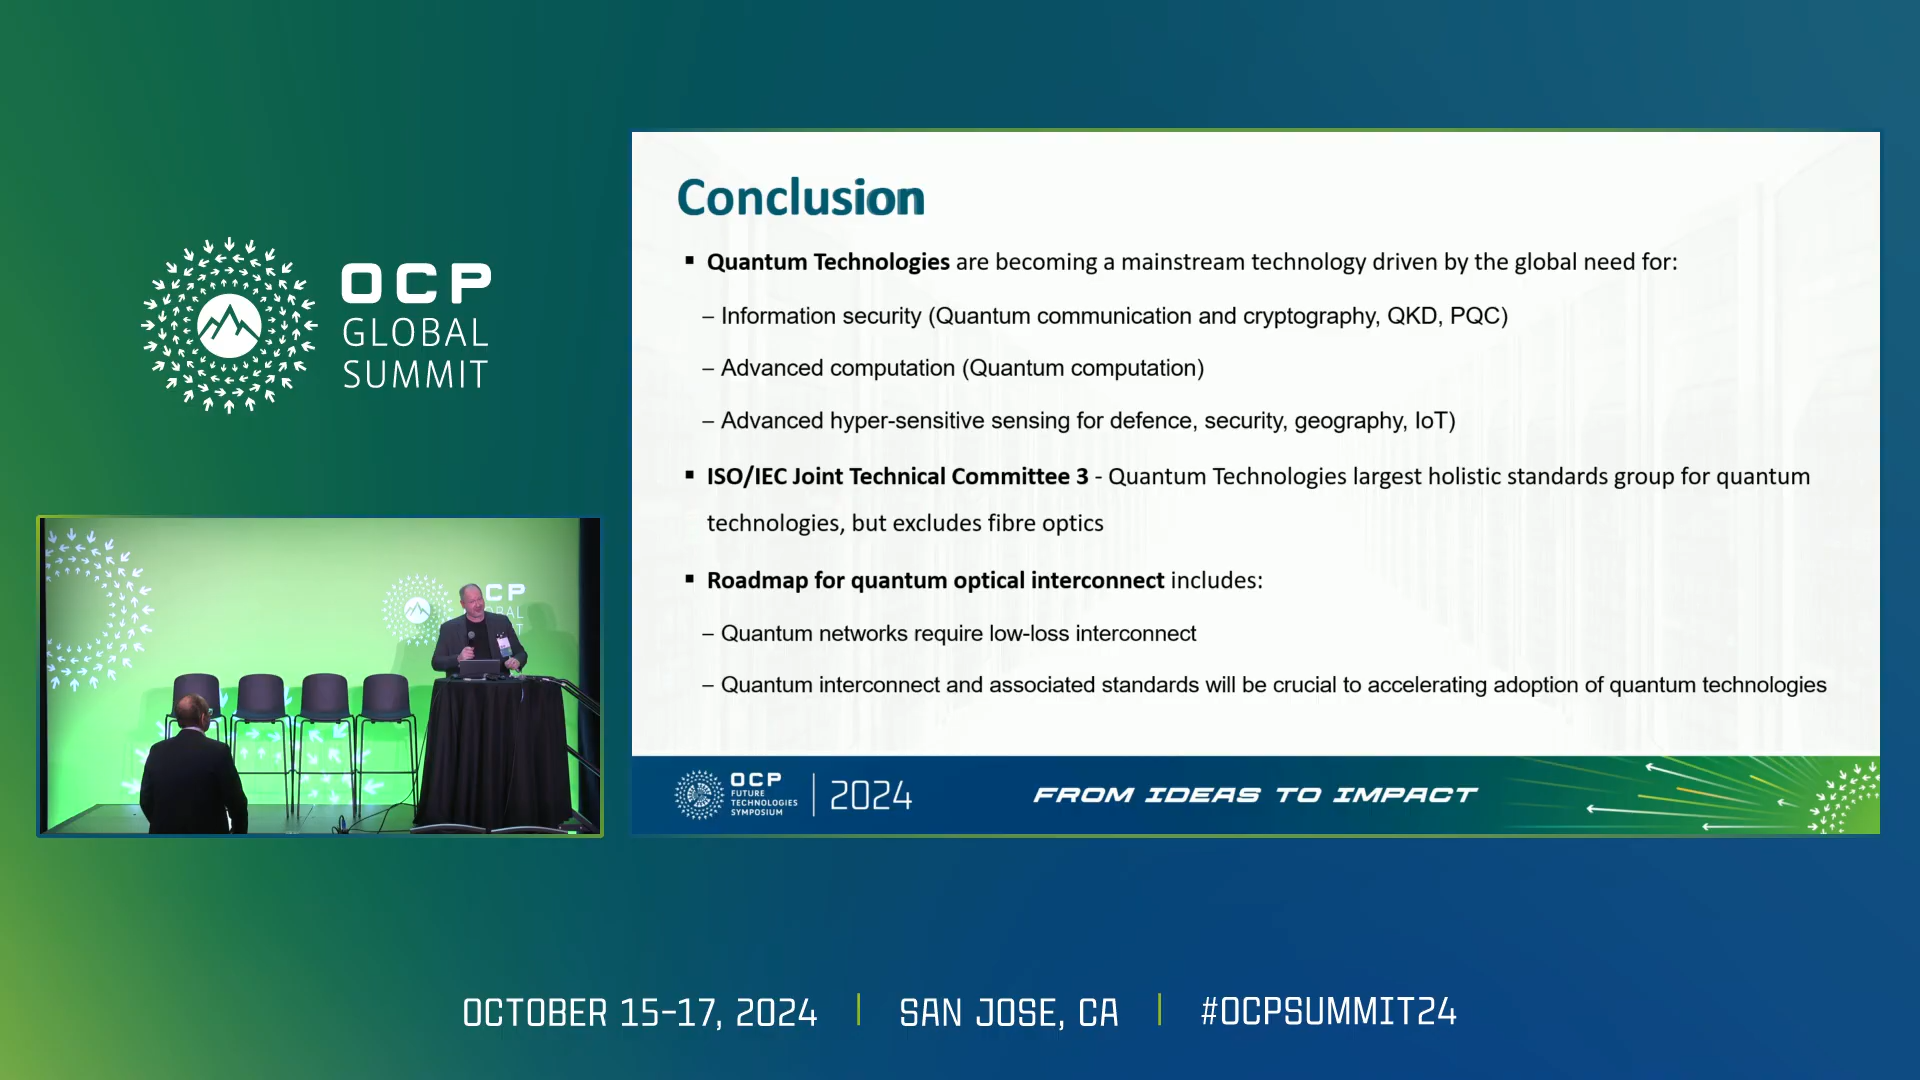 OCP
GLOBAL
SUMMIT
Conclusion
▪ Quantum Technologies are becoming a mainstream technology driven by the global need for:
– Information security (Quantum communication and cryptography, QKD, PQC)
– Advanced computation (Quantum computation)
– Advanced hyper-sensitive sensing for defence, security, geography, IoT)
▪ ISO/IEC Joint Technical Committee 3 - Quantum Technologies largest holistic standards group for quantum
technologies, but excludes fibre optics
▪ Roadmap for quantum optical interconnect includes:
– Quantum networks require low-loss interconnect
– Quantum interconnect and associated standards will be crucial to accelerating adoption of quantum technologies
OCP
FUTURE
TECHNOLOGIES
SYMPOSIUM
2024
FROM IDEAS TO IMPACT
OCTOBER 15-17, 2024 | SAN JOSE, CA | #OCPSUMMIT24